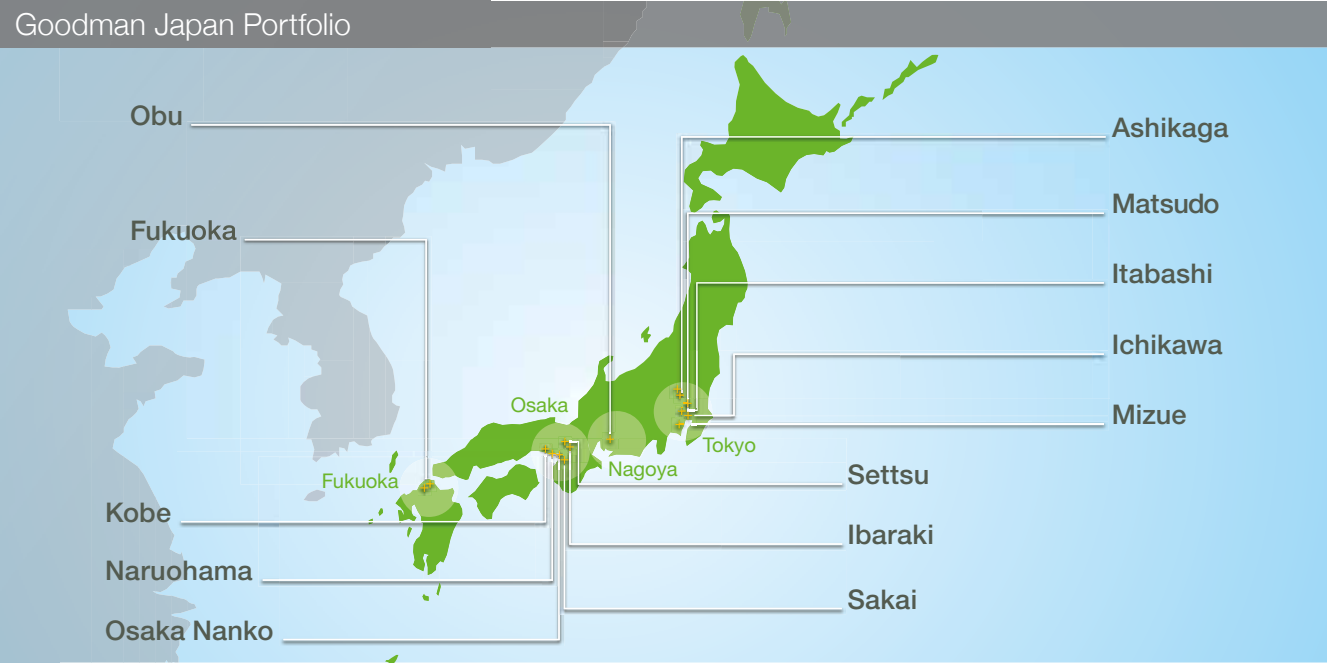 Goodman Japan Portfolio
Obu
Ashikaga
Matsudo
Fukuoka
Itabashi
Ichikawa
Osaka
Mizue
Tokyo
Nagoya
Settsu
Fukuoka
Kobe
Ibaraki
Naruohama
Sakai
Osaka Nanko